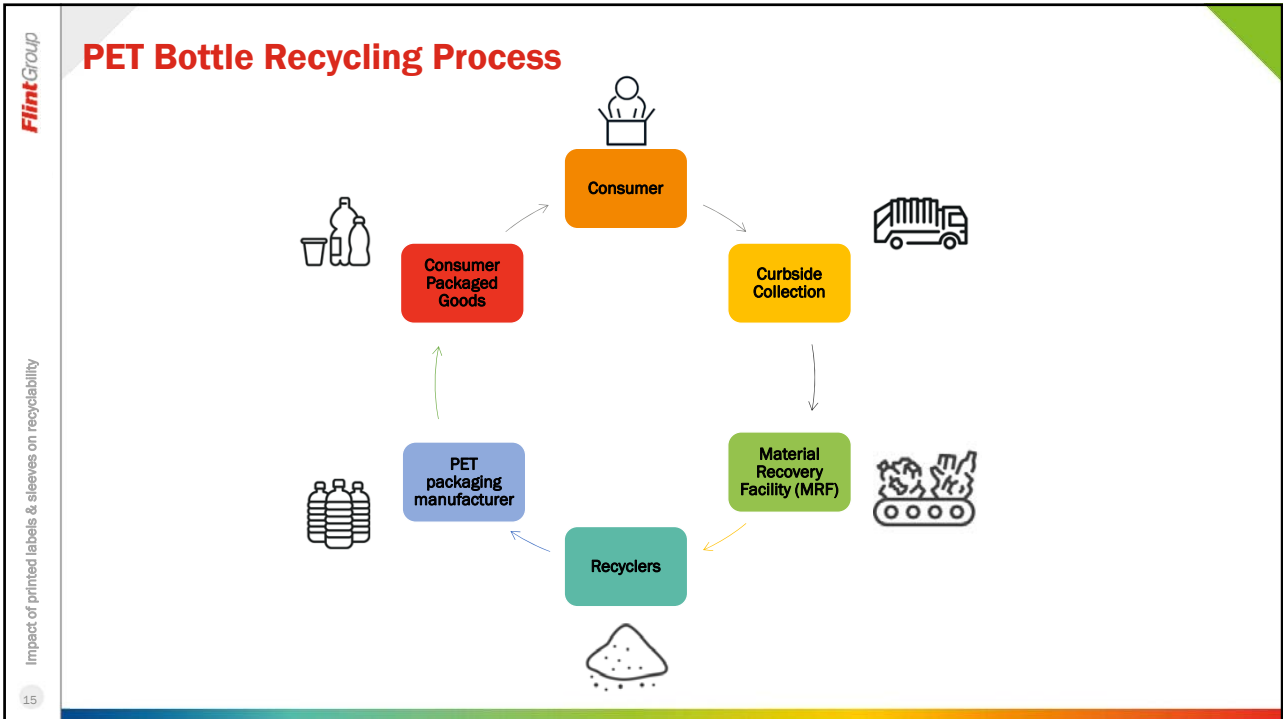 PET Bottle Recycling Process
FlintGroup
Consumer
Consumer
Packaged
Goods
Curbside
Collection
PET
packaging
manufacturer
Material
Recovery
Facility (MRF)
Recyclers
Impact of printed labels & sleeves on recyclability
15